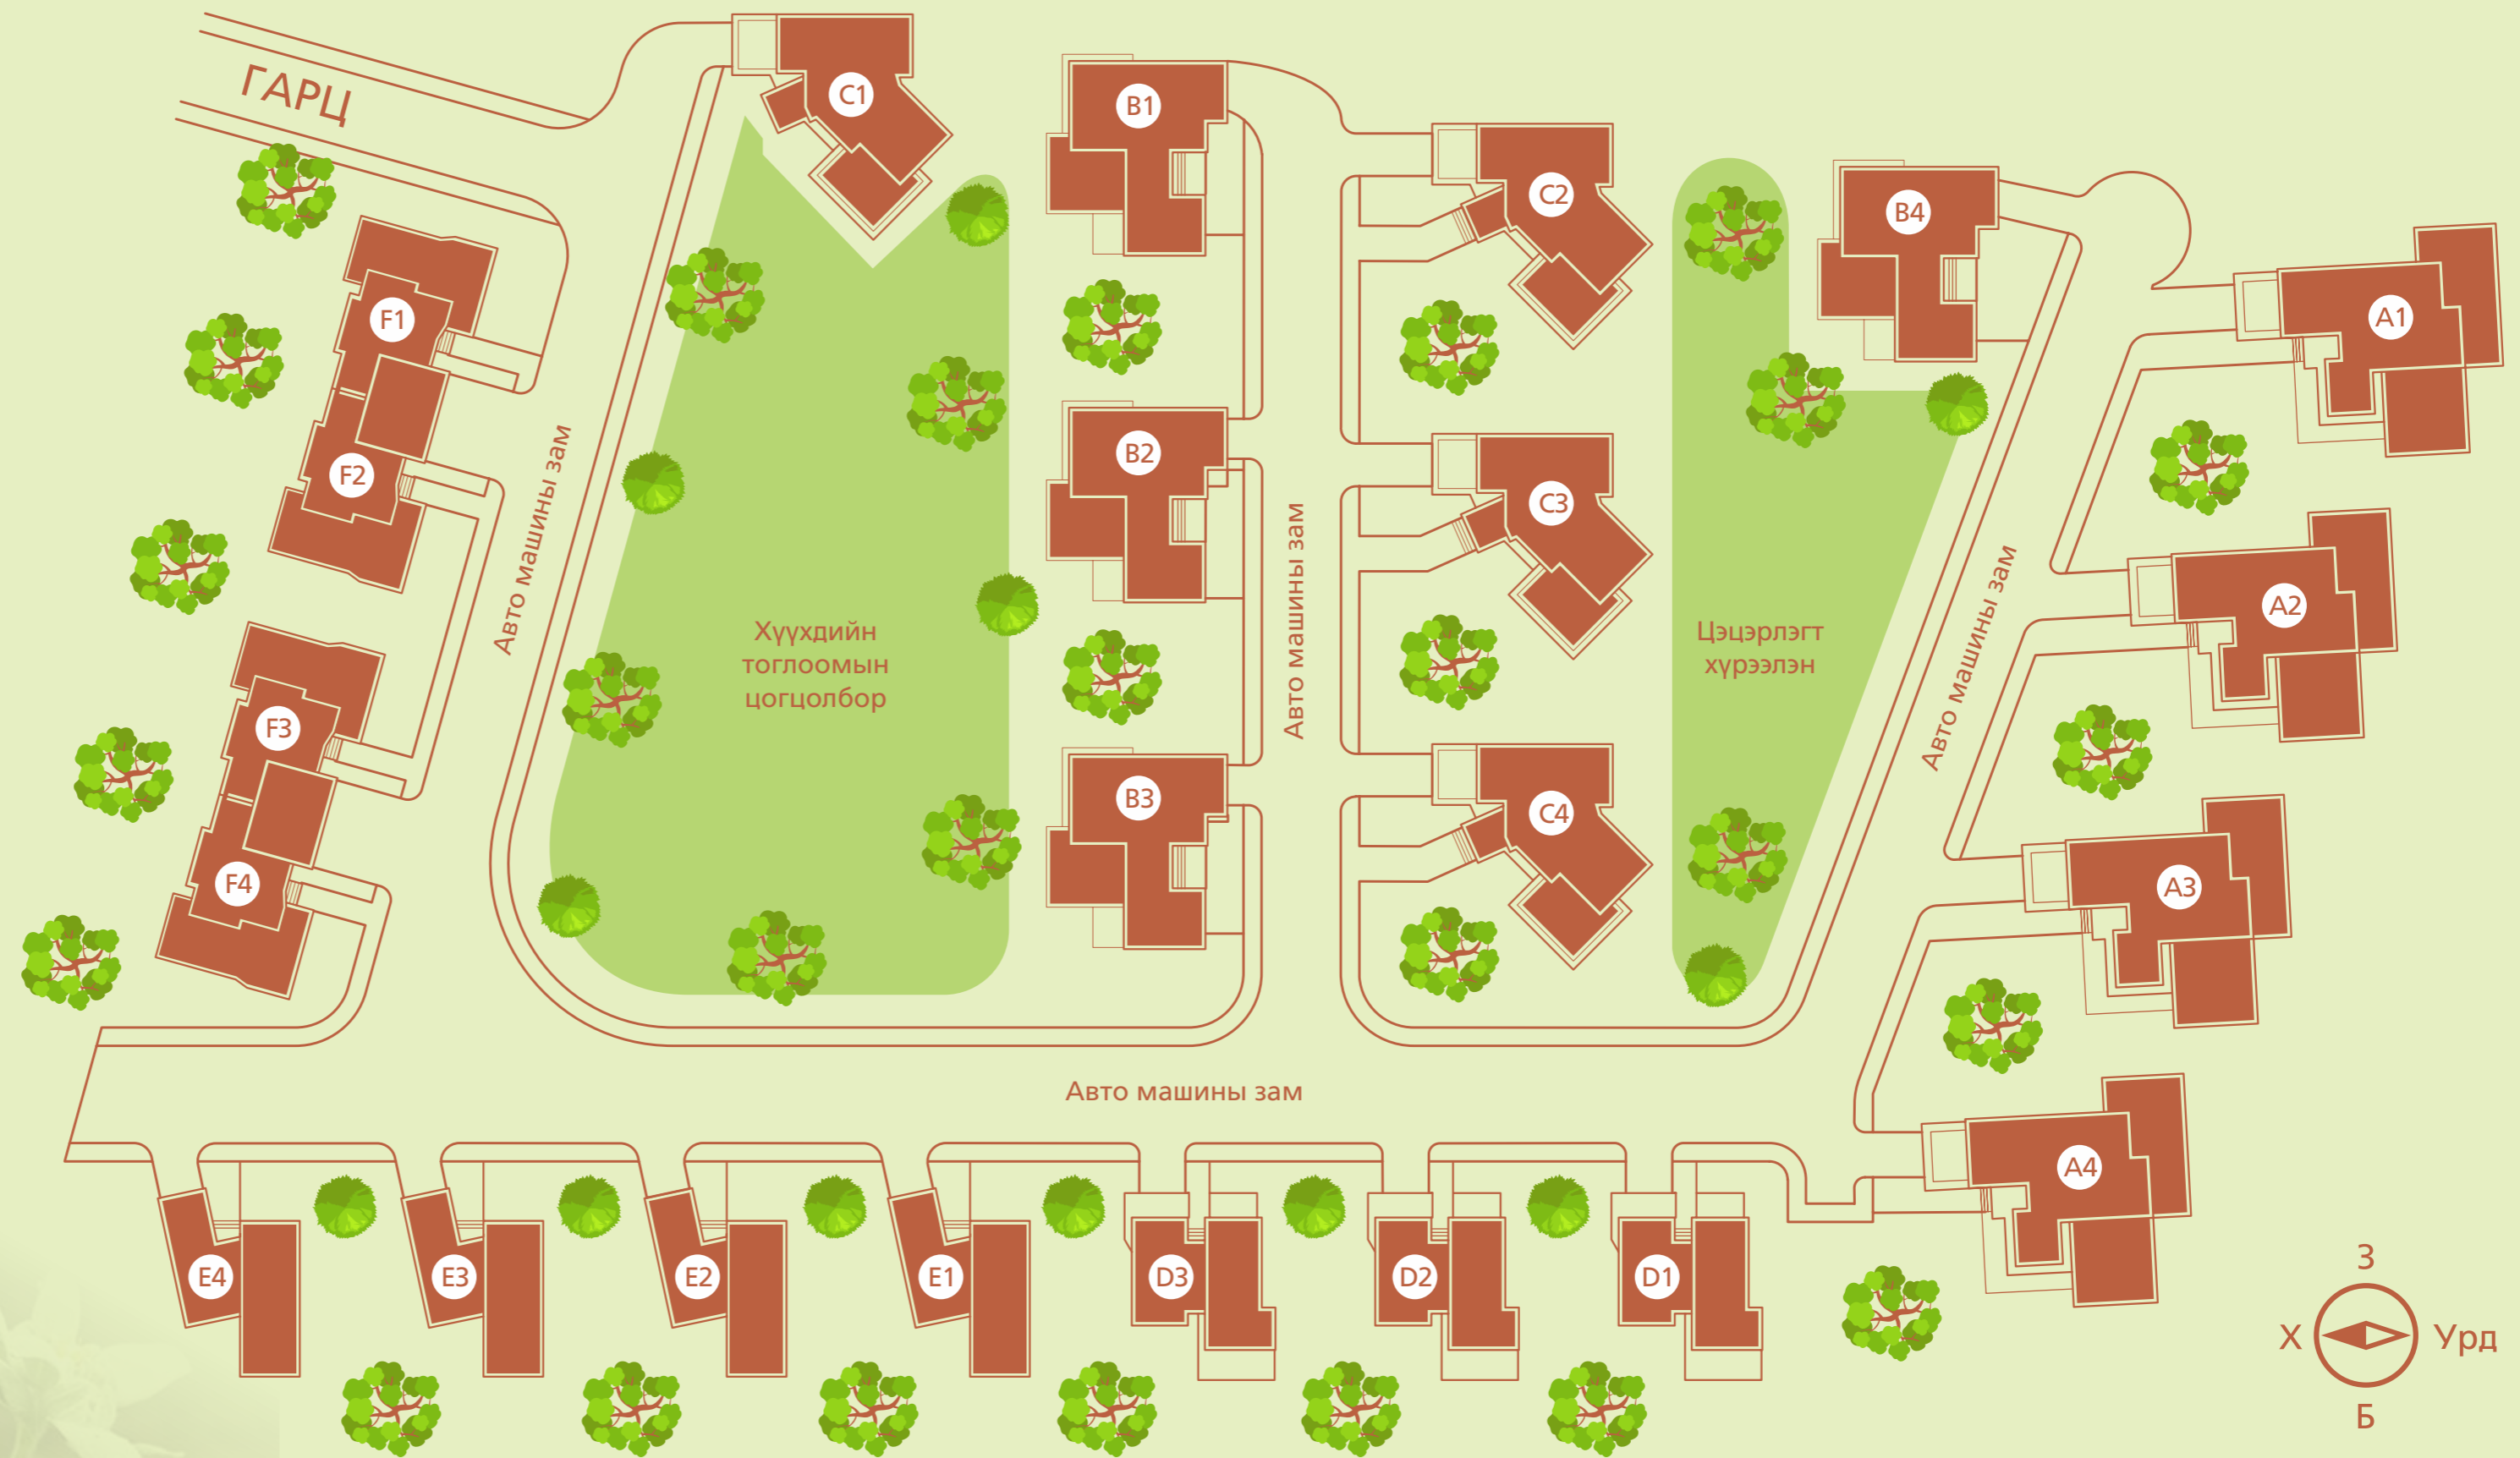 ГАРЦ
C1
B1
C2
B4
A1
F1
F2
B2
C3
A2
Авто машины зам
Хүүхдийн
тоглоомын
цогцолбор
Авто машины зам
Цэцэрлэгт
хүрээлэн
Авто машины зам
F3
B3
C4
A3
F4
Авто машины зам
A4
E4
E3
E2
E1
D3
D2
D1
З
Х
Урд
Б